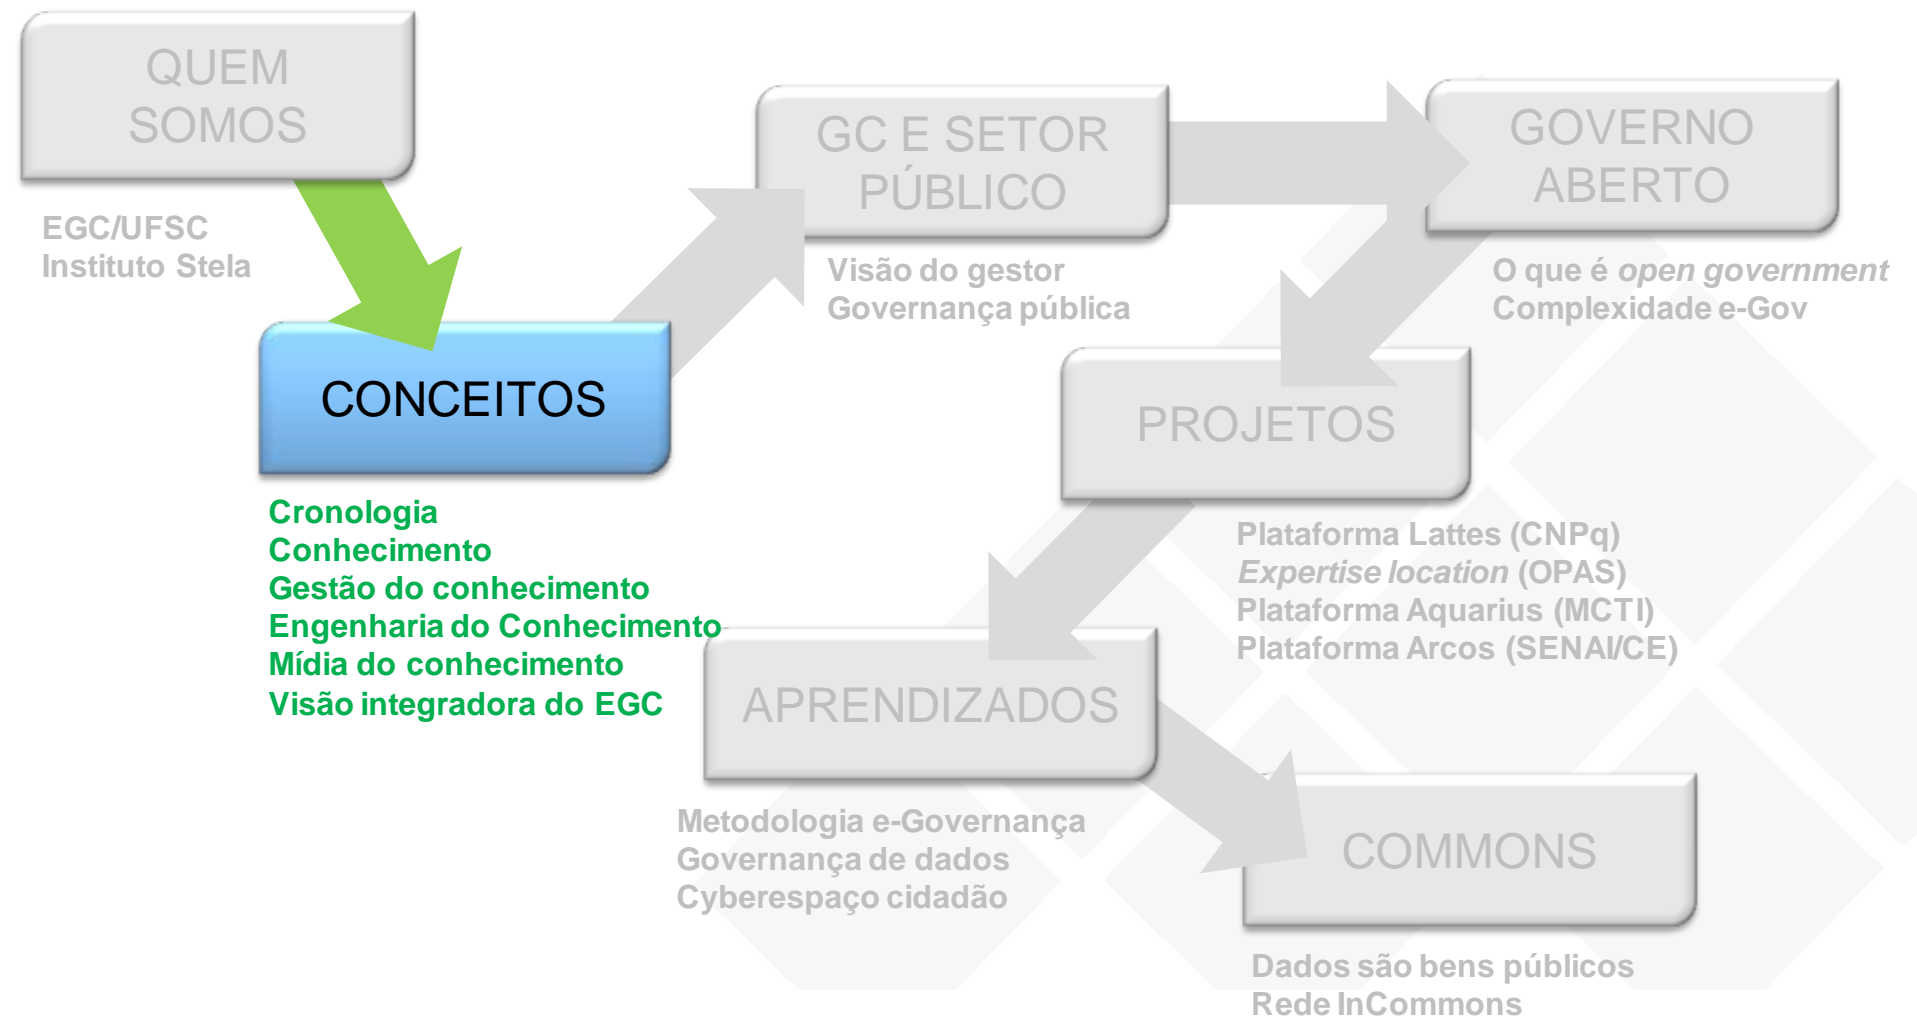 QUEM
SOMOS
EGC/UFSC
Instituto Stela
CONCEITOS
Cronologia
Conhecimento
Gestão do conhecimento
Engenharia do Conhecimento
Mídia do conhecimento
Visão integradora do EGC
GC E SETOR
PÚBLICO
Visão do gestor
Governança pública
GOVERNO
ABERTO
O que é open government
Complexidade e-Gov
PROJETOS
Plataforma Lattes (CNPq)
Expertise location (OPAS)
Plataforma Aquarius (MCTI)
Plataforma Arcos (SENAI/CE)
APRENDIZADOS
Metodologia e-Governança
Governança de dados
Cyberespaço cidadão
COMMONS
Dados são bens públicos
Rede InCommons